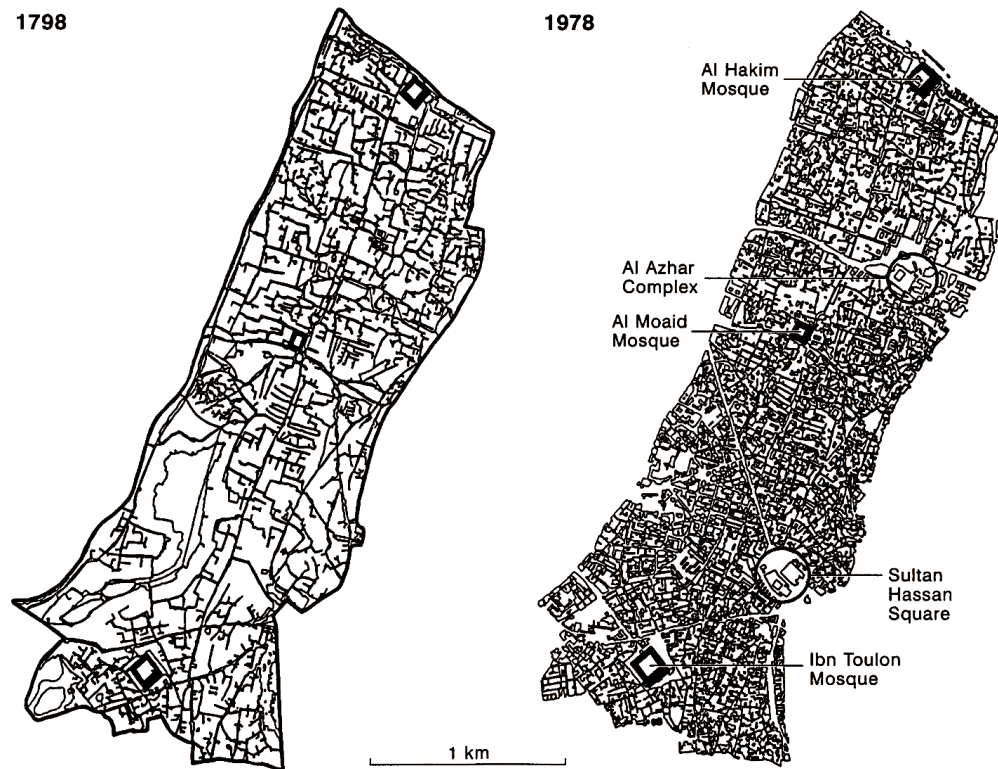 1798
1978
Al Hakim
Mosque
Al Azhar
Complex
Al Moaid
Mosque
Sultan
Hassan
Square
Ibn Toulon
Mosque
1 km